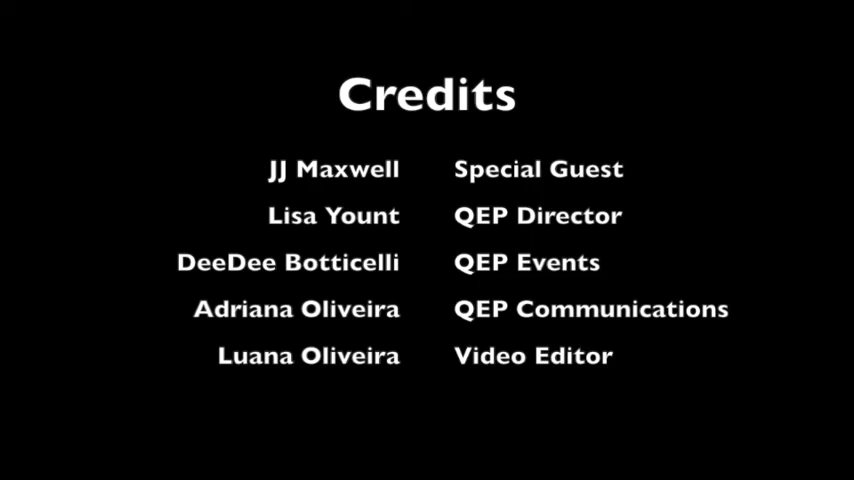 Credits
JJ Maxwell Special Guest
Lisa Yount QEP Director
DeeDee Botticelli QEP Events
Adriana Oliveira QEP Communications
Luana Oliveira Video Editor